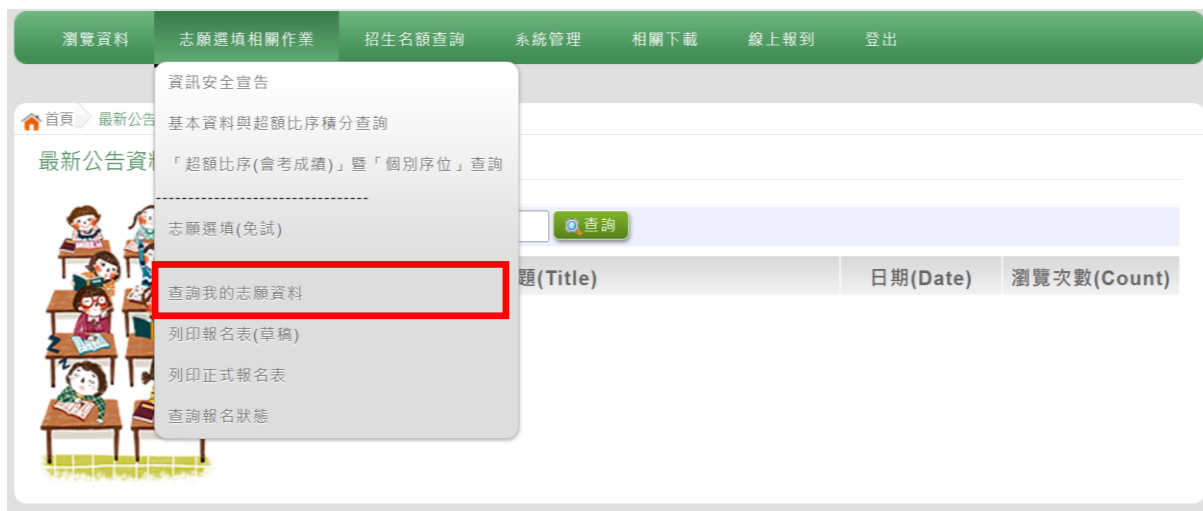 瀏覽資料 志願選填相關作業 招生名額查詢 系統管理 相關下載 線上報到 登出
資訊安全宣告
首頁 最新公告
基本資料與超額比序積分查詢
最新公告資料
「超額比序(會考成績)」暨「個別序位」查詢
---------------------------------
志願選填(免試)
查詢
題(Title) 日期(Date) 瀏覽次數(Count)
查詢我的志願資料
列印報名表(草稿)
列印正式報名表
查詢報名狀態